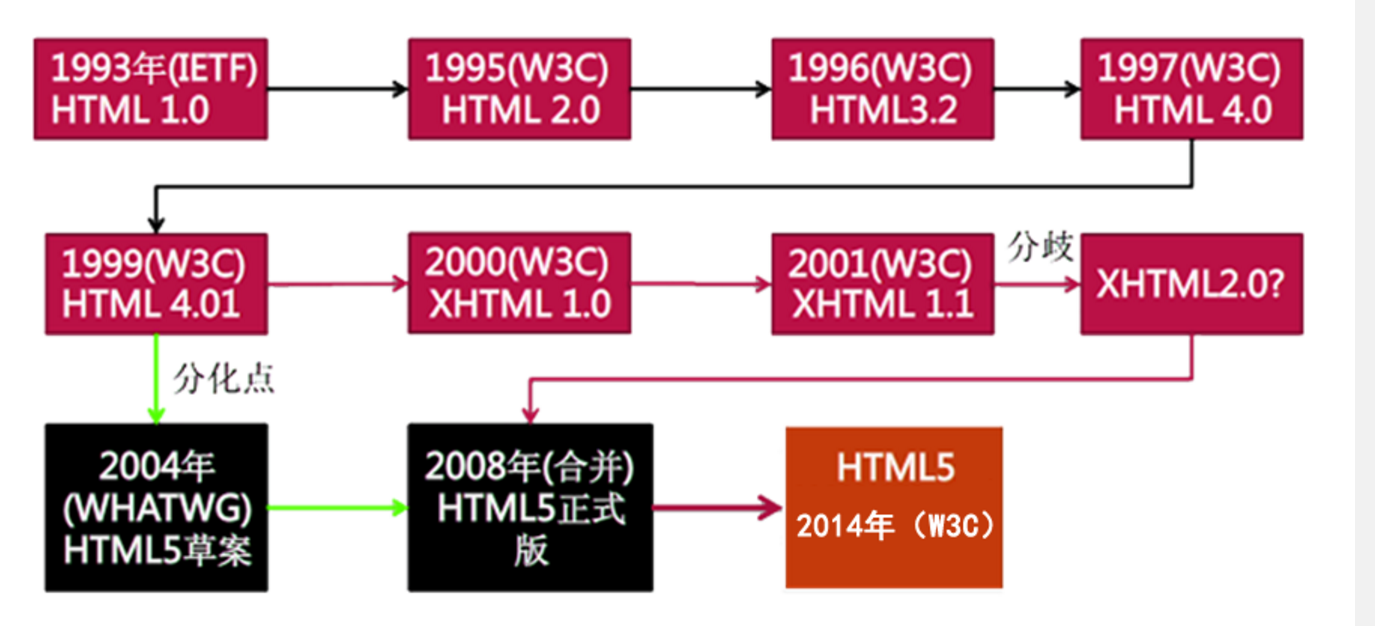 1993年(IETF)
HTML 1.0
1995(W3C)
HTML 2.0
1996(W3C)
HTML3.2
1997(W3C)
HTML 4.0
1999(W3C)
HTML 4.01
2000(W3C)
XHTML 1.0
2001(W3C)
XHTML 1.1
分歧
XHTML2.0?
分化点
2004年
(WHATWG)
HTML5草案
2008年(合并)
HTML5正式
版
HTML5
2014年（W3C）